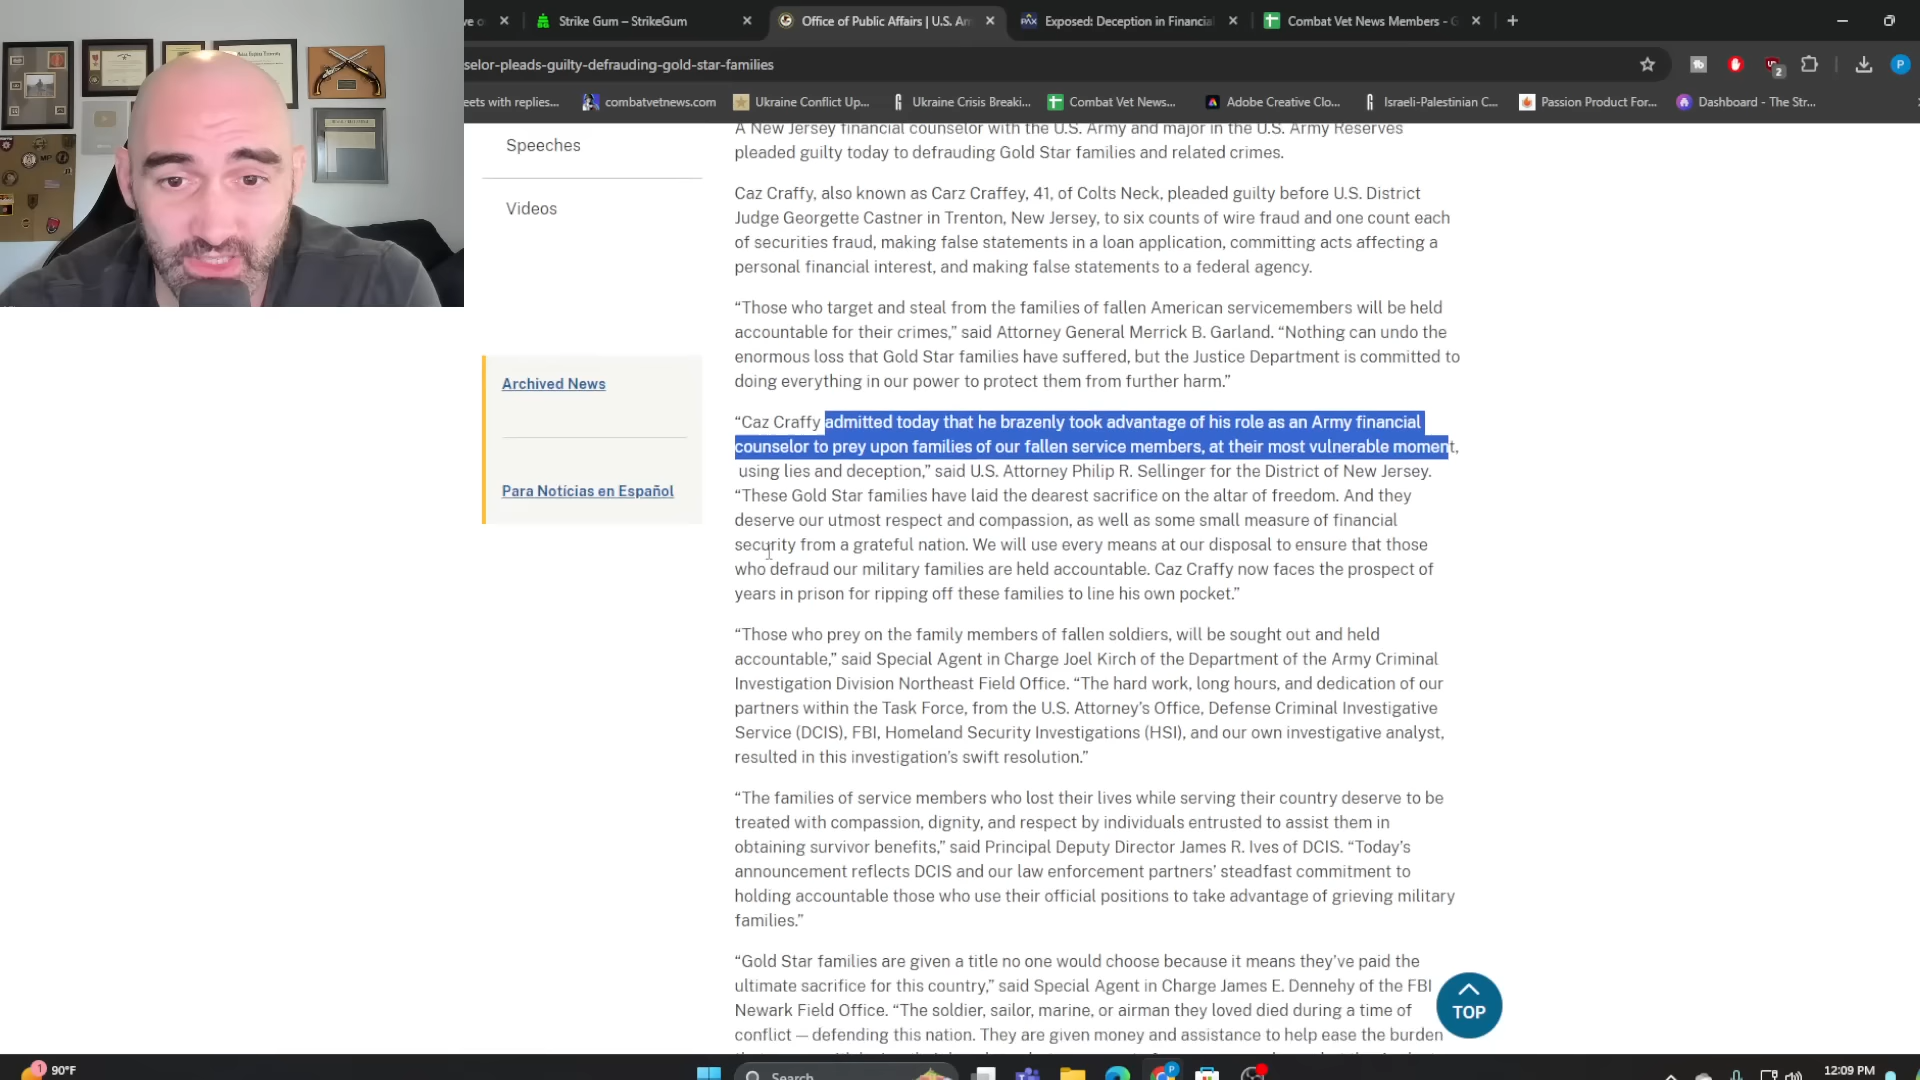 ve o
Strike Gum – StrikeGum
Office of Public Affairs | U.S. Ar
Exposed: Deception in Financial
Combat Vet News Members - G
selor-pleads-guilty-defrauding-gold-star-families
eets with replies...
combatvetnews.com
Ukraine Conflict Up...
Ukraine Crisis Breaki...
Combat Vet News...
Adobe Creative Clo...
Israeli-Palestinian C...
Passion Product For...
Dashboard - The Str...
Speeches
Videos
Archived News
Para Notícias en Español
A New Jersey financial counselor with the U.S. Army and major in the U.S. Army Reserves
pleaded guilty today to defrauding Gold Star families and related crimes.
Caz Craffy, also known as Carz Craffey, 41, of Colts Neck, pleaded guilty before U.S. District
Judge Georgette Castner in Trenton, New Jersey, to six counts of wire fraud and one count each
of securities fraud, making false statements in a loan application, committing acts affecting a
personal financial interest, and making false statements to a federal agency.
“Those who target and steal from the families of fallen American servicemembers will be held
accountable for their crimes,” said Attorney General Merrick B. Garland. “Nothing can undo the
enormous loss that Gold Star families have suffered, but the Justice Department is committed to
doing everything in our power to protect them from further harm.”
“Caz Craffy admitted today that he brazenly took advantage of his role as an Army financial
counselor to prey upon families of our fallen service members, at their most vulnerable moment,
using lies and deception,” said U.S. Attorney Philip R. Sellinger for the District of New Jersey.
“These Gold Star families have laid the dearest sacrifice on the altar of freedom. And they
deserve our utmost respect and compassion, as well as some small measure of financial
security from a grateful nation. We will use every means at our disposal to ensure that those
who defraud our military families are held accountable. Caz Craffy now faces the prospect of
years in prison for ripping off these families to line his own pocket.”
“Those who prey on the family members of fallen soldiers, will be sought out and held
accountable,” said Special Agent in Charge Joel Kirch of the Department of the Army Criminal
Investigation Division Northeast Field Office. “The hard work, long hours, and dedication of our
partners within the Task Force, from the U.S. Attorney’s Office, Defense Criminal Investigative
Service (DCIS), FBI, Homeland Security Investigations (HSI), and our own investigative analyst,
resulted in this investigation’s swift resolution.”
“The families of service members who lost their lives while serving their country deserve to be
treated with compassion, dignity, and respect by individuals entrusted to assist them in
obtaining survivor benefits,” said Principal Deputy Director James R. Ives of DCIS. “Today’s
announcement reflects DCIS and our law enforcement partners’ steadfast commitment to
holding accountable those who use their official positions to take advantage of grieving military
families.”
“Gold Star families are given a title no one would choose because it means they’ve paid the
ultimate sacrifice for this country,” said Special Agent in Charge James E. Dennehy of the FBI
Newark Field Office. “The soldier, sailor, marine, or airman they loved died during a time of
conflict — defending this nation. They are given money and assistance to help ease the burden
TOP
90°F
Search
12:09 PM